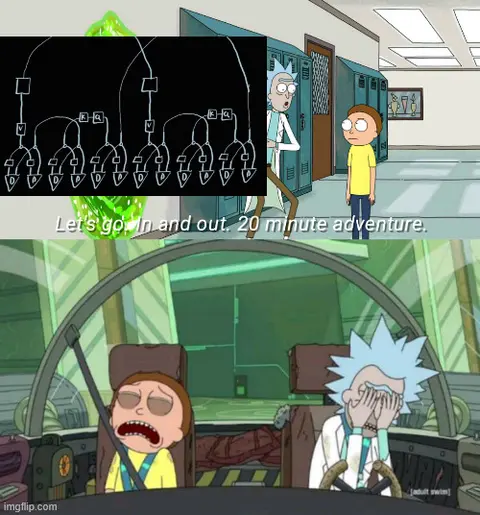 K Q
K Q
V
V
Let's go. In and out. 20 minute adventure.
[adult swim]
imgflip.com